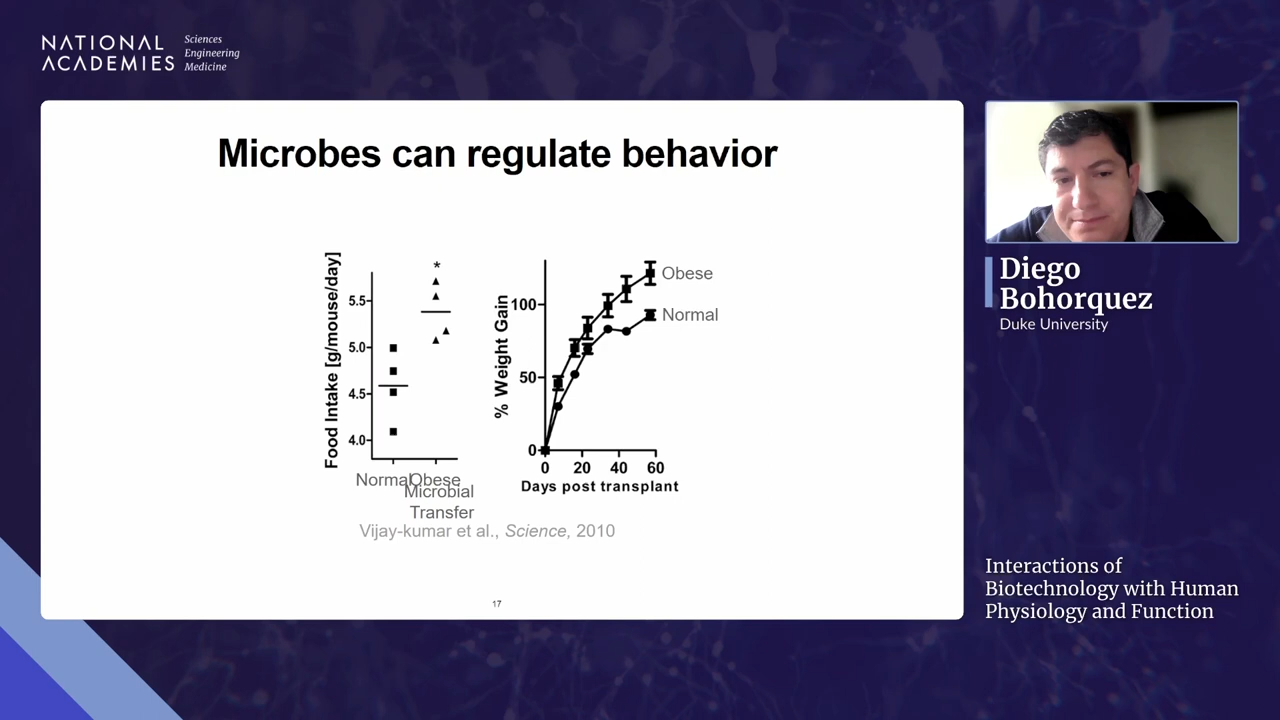 NATIONAL
ACADEMIES
Sciences
Engineering
Medicine
Microbes can regulate behavior
Food Intake [g/mouse/day]
5.5
5.0
4.5
4.0
*
Normal
Obese
Microbial
Transfer
% Weight Gain
100
50
0
0 20 40 60
Days post transplant
Obese
Normal
Vijay-kumar et al., Science, 2010
17
Diego
Bohorquez
Duke University
Interactions of
Biotechnology with Human
Physiology and Function